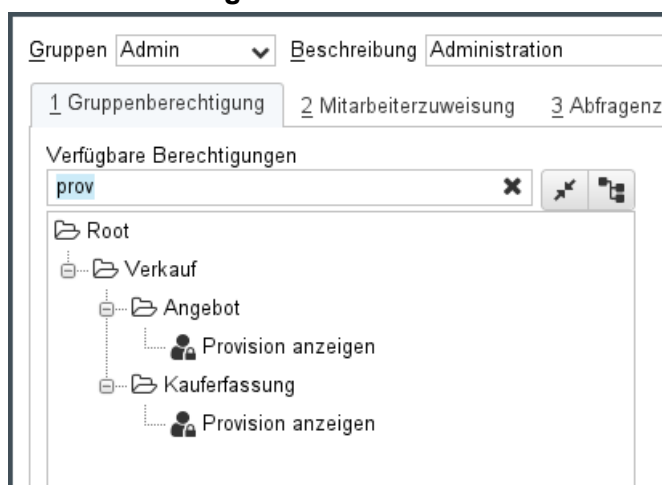 Gruppen Admin Beschreibung Administration
1 Gruppenberechtigung 2 Mitarbeiterzuweisung 3 Abfragenz
Verfügbare Berechtigungen
prov
Root
Verkauf
Angebot
Provision anzeigen
Kauferfassung
Provision anzeigen